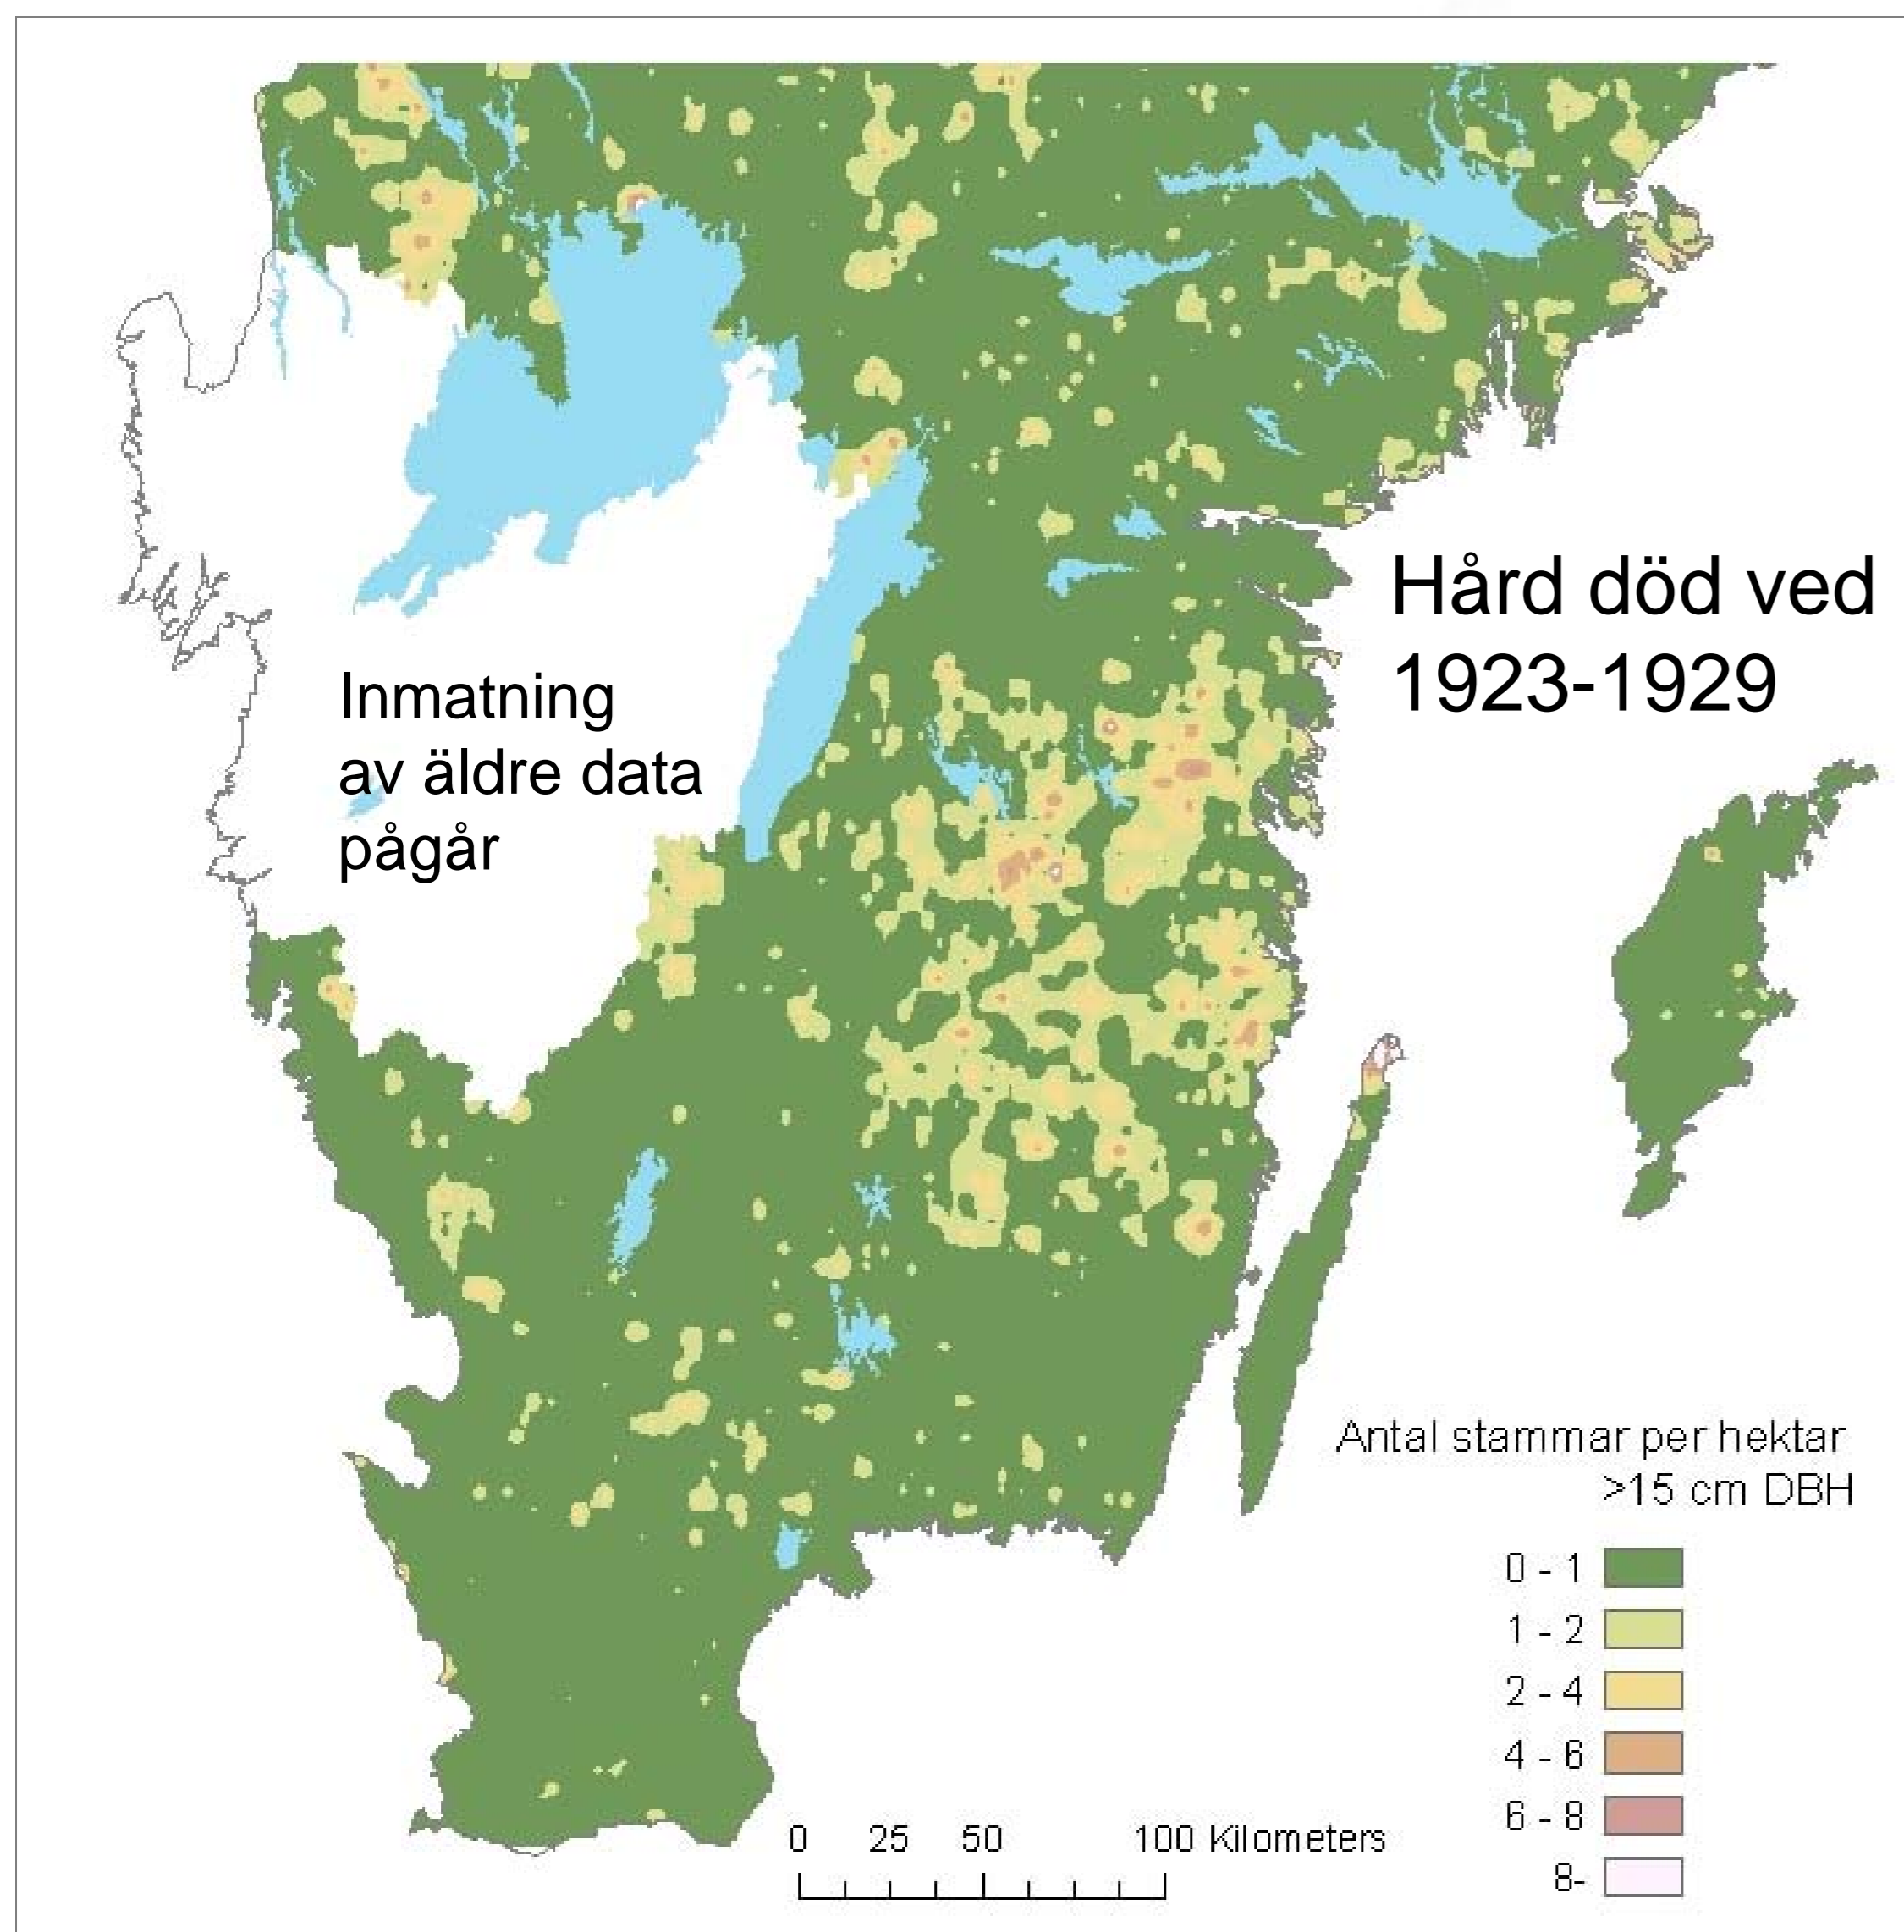 Hård död ved
1923-1929
Inmatning
av äldre data
pågår
Antal stammar per hektar
>15 cm DBH
0 - 1
1 - 2
2 - 4
4 - 6
6 - 8
8-
0 25 50 100 Kilometers